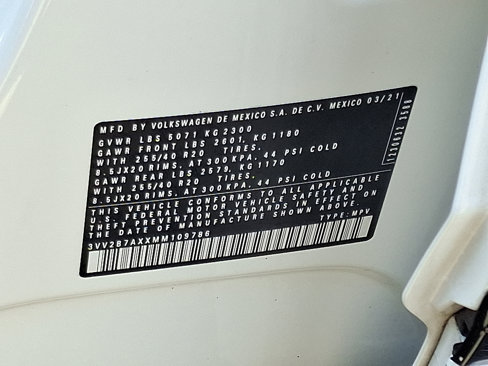 MFD BY VOLKSWAGEN DE MEXICO S.A. DE C.V. MEXICO 03/21
GVWR LBS 5071 KG 2300
GAWR FRONT LBS 2601, KG 1180
WITH 255/40 R20 TIRES.
8.5JX20 RIMS. AT 300 KPA. 44 PSI COLD
GAWR REAR LBS 2579, KG 1170
WITH 255/40 R20 TIRES.
8.5JX20 RIMS. AT 300 KPA. 44 PSI COLD
THIS VEHICLE CONFORMS TO ALL APPLICABLE
U.S. FEDERAL MOTOR VEHICLE SAFETY AND
THEFT PREVENTION STANDARDS IN EFFECT ON
THE DATE OF MANUFACTURE SHOWN ABOVE.
3VV2B7AXXMM109786 TYPE: MPV